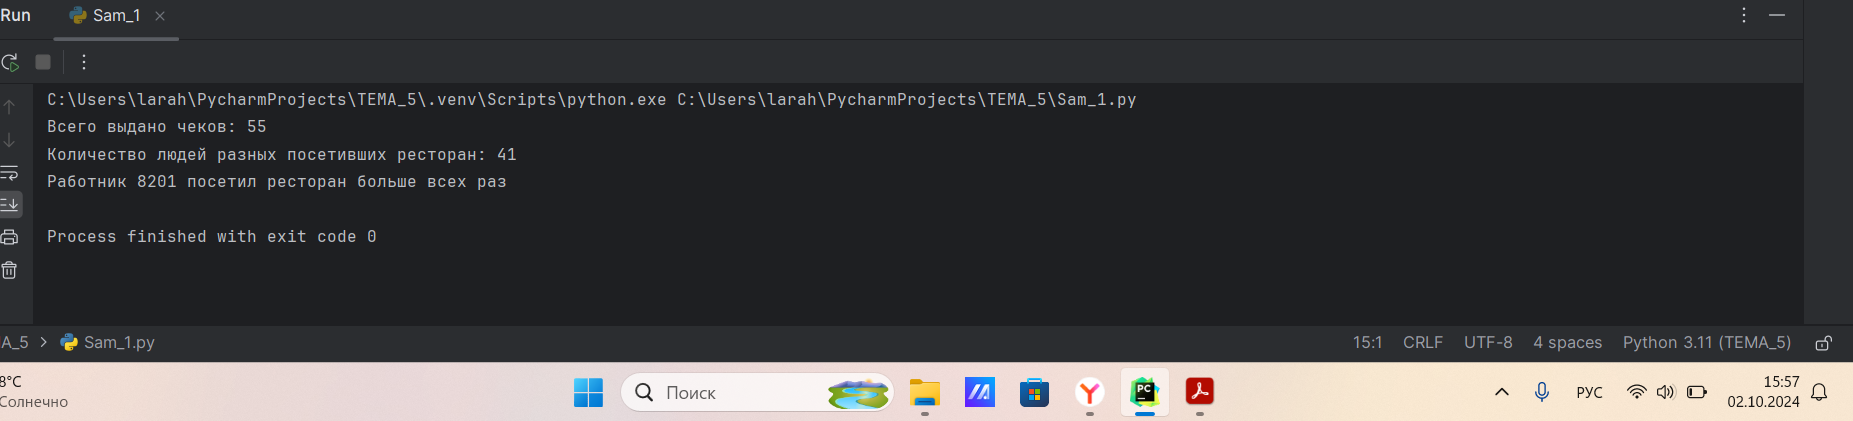 Run
Sam_1
C:\Users\larah\PycharmProjects\TEMA_5\.venv\Scripts\python.exe C:\Users\larah\PycharmProjects\TEMA_5\Sam_1.py
Всего выдано чеков: 55
Количество людей разных посетивших ресторан: 41
Работник 8201 посетил ресторан больше всех раз
Process finished with exit code 0
A_5 > Sam_1.py 15:1 CRLF UTF-8 4 spaces Python 3.11 (TEMA_5)
8°C
Солнечно
Поиск
PC
РУС
15:57
02.10.2024